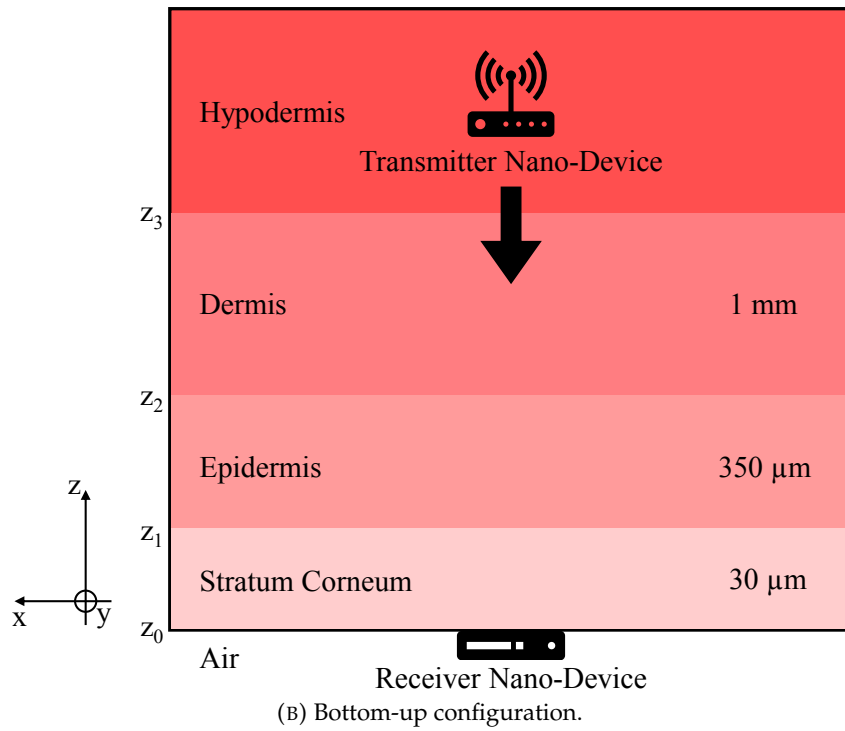 Hypodermis
Transmitter Nano-Device
z3
Dermis 1 mm
z2
Epidermis 350 µm
z
z1
Stratum Corneum 30 µm
x y
z0
Air
Receiver Nano-Device
(B) Bottom-up configuration.